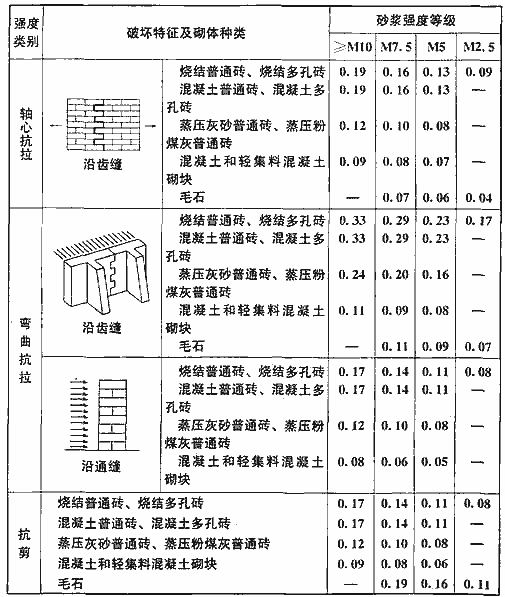 强度类别 破坏特征及砌体种类 砂浆强度等级
≥M10 M7.5 M5 M2.5
轴心抗拉
沿齿缝
烧结普通砖、烧结多孔砖 0.19 0.16 0.13 0.09
混凝土普通砖、混凝土多孔砖 0.19 0.16 0.13 —
蒸压灰砂普通砖、蒸压粉煤灰普通砖 0.12 0.10 0.08 —
混凝土和轻集料混凝土砌块 0.09 0.08 0.07 —
毛石 — 0.07 0.06 0.04
弯曲抗拉
沿齿缝
烧结普通砖、烧结多孔砖 0.33 0.29 0.23 0.17
混凝土普通砖、混凝土多孔砖 0.33 0.29 0.23 —
蒸压灰砂普通砖、蒸压粉煤灰普通砖 0.24 0.20 0.16 —
混凝土和轻集料混凝土砌块 0.11 0.09 0.08 —
毛石 — 0.11 0.09 0.07
沿通缝
烧结普通砖、烧结多孔砖 0.17 0.14 0.11 0.08
混凝土普通砖、混凝土多孔砖 0.17 0.14 0.11 —
蒸压灰砂普通砖、蒸压粉煤灰普通砖 0.12 0.10 0.08 —
混凝土和轻集料混凝土砌块 0.08 0.06 0.05 —
抗剪
烧结普通砖、烧结多孔砖 0.17 0.14 0.11 0.08
混凝土普通砖、混凝土多孔砖 0.17 0.14 0.11 —
蒸压灰砂普通砖、蒸压粉煤灰普通砖 0.12 0.10 0.08 —
混凝土和轻集料混凝土砌块 0.09 0.08 0.06 —
毛石 — 0.19 0.16 0.11